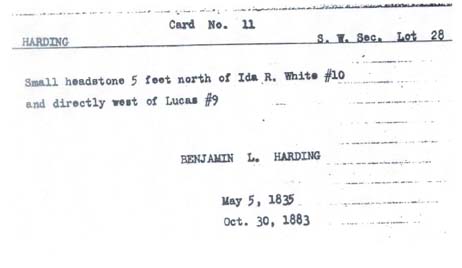 Card No. 11
HARDING S. W. Sec. Lot 28
Small headstone 5 feet north of Ida R. White #10
and directly west of Lucas #9
BENJAMIN L. HARDING
May 5, 1835
Oct. 30, 1883